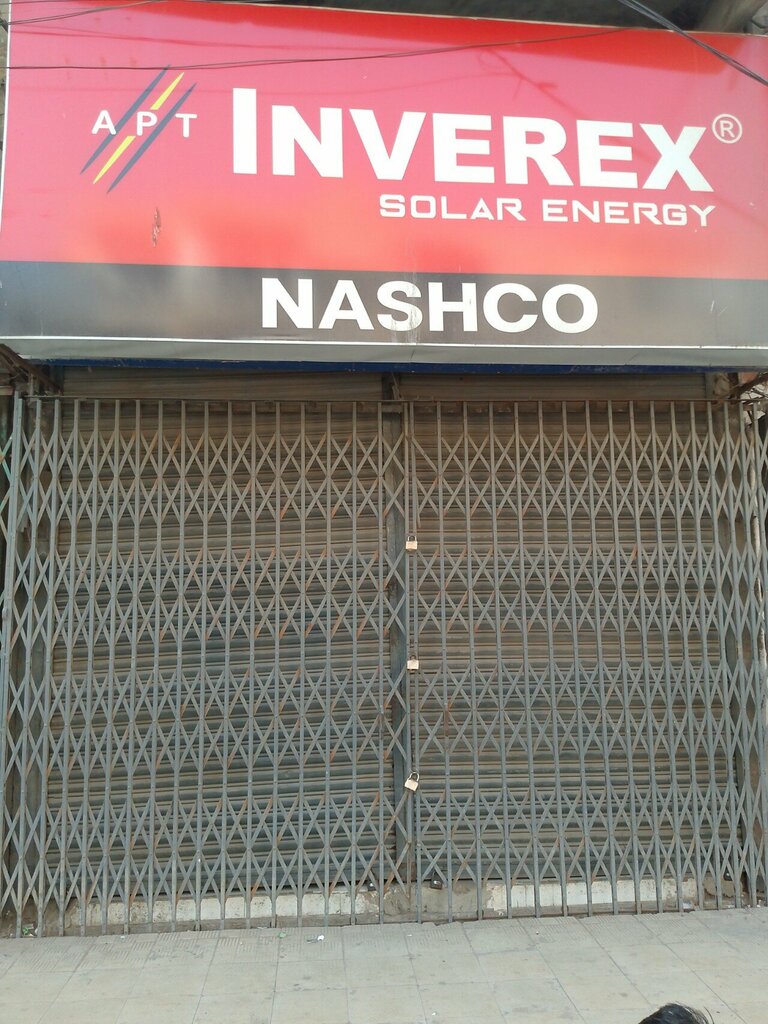 APT INVEREX®
SOLAR ENERGY
NASHCO